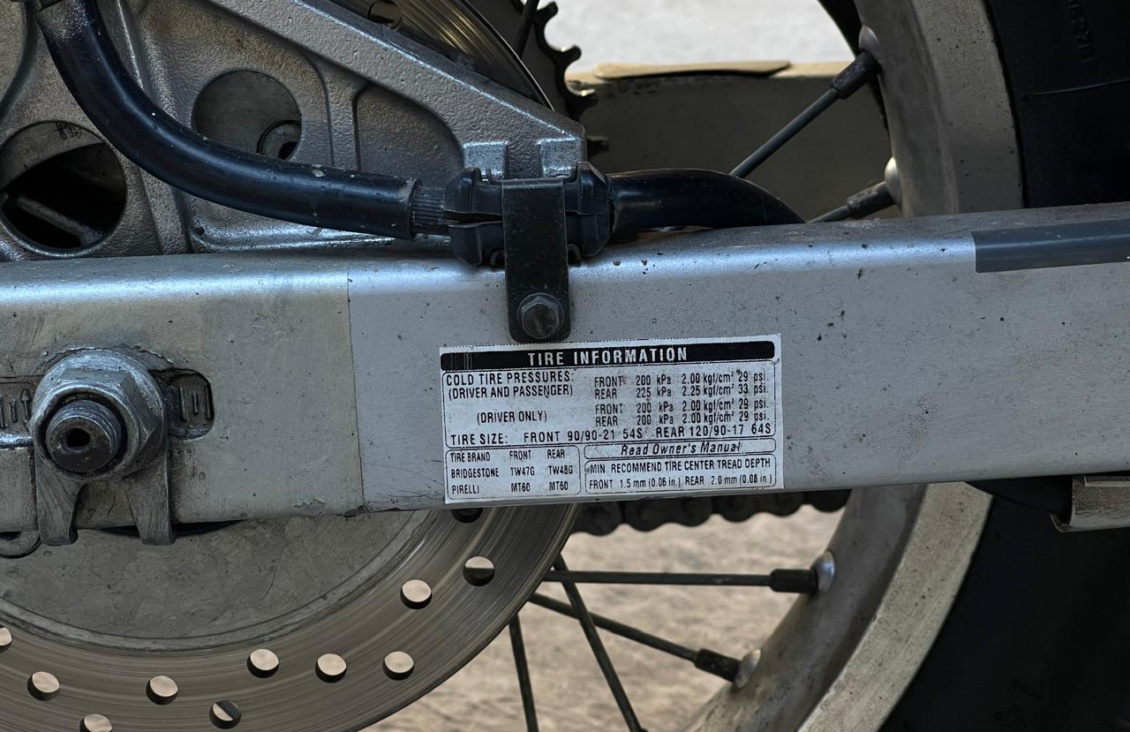 TIRE INFORMATION
COLD TIRE PRESSURES:
(DRIVER AND PASSENGER)
FRONT 200 kPa 2.00 kgf/cm² 29 psi.
REAR 225 kPa 2.25 kgf/cm² 33 psi.
(DRIVER ONLY)
FRONT 200 kPa 2.00 kgf/cm² 29 psi.
REAR 200 kPa 2.00 kgf/cm² 29 psi.
TIRE SIZE: FRONT 90/90-21 54S REAR 120/90-17 64S
TIRE BRAND FRONT REAR
BRIDGESTONE TW47G TW48G
PIRELLI MT60 MT60
Read Owner's Manual
MIN. RECOMMEND TIRE CENTER TREAD DEPTH
FRONT 1.5 mm (0.06 in.) REAR 2.0 mm (0.08 in.)